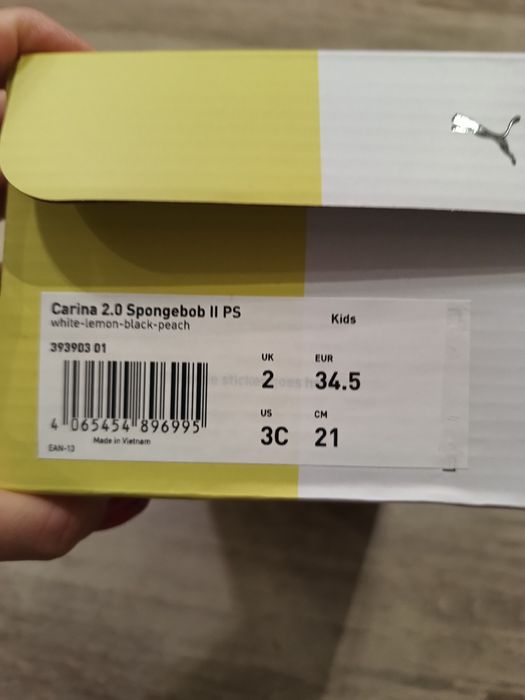 Carina 2.0 Spongebob II PS
white-lemon-black-peach
Kids
393903 01
4 065454 896995
Made in Vietnam
EAN-13
UK
2
EUR
34.5
US
3C
CM
21